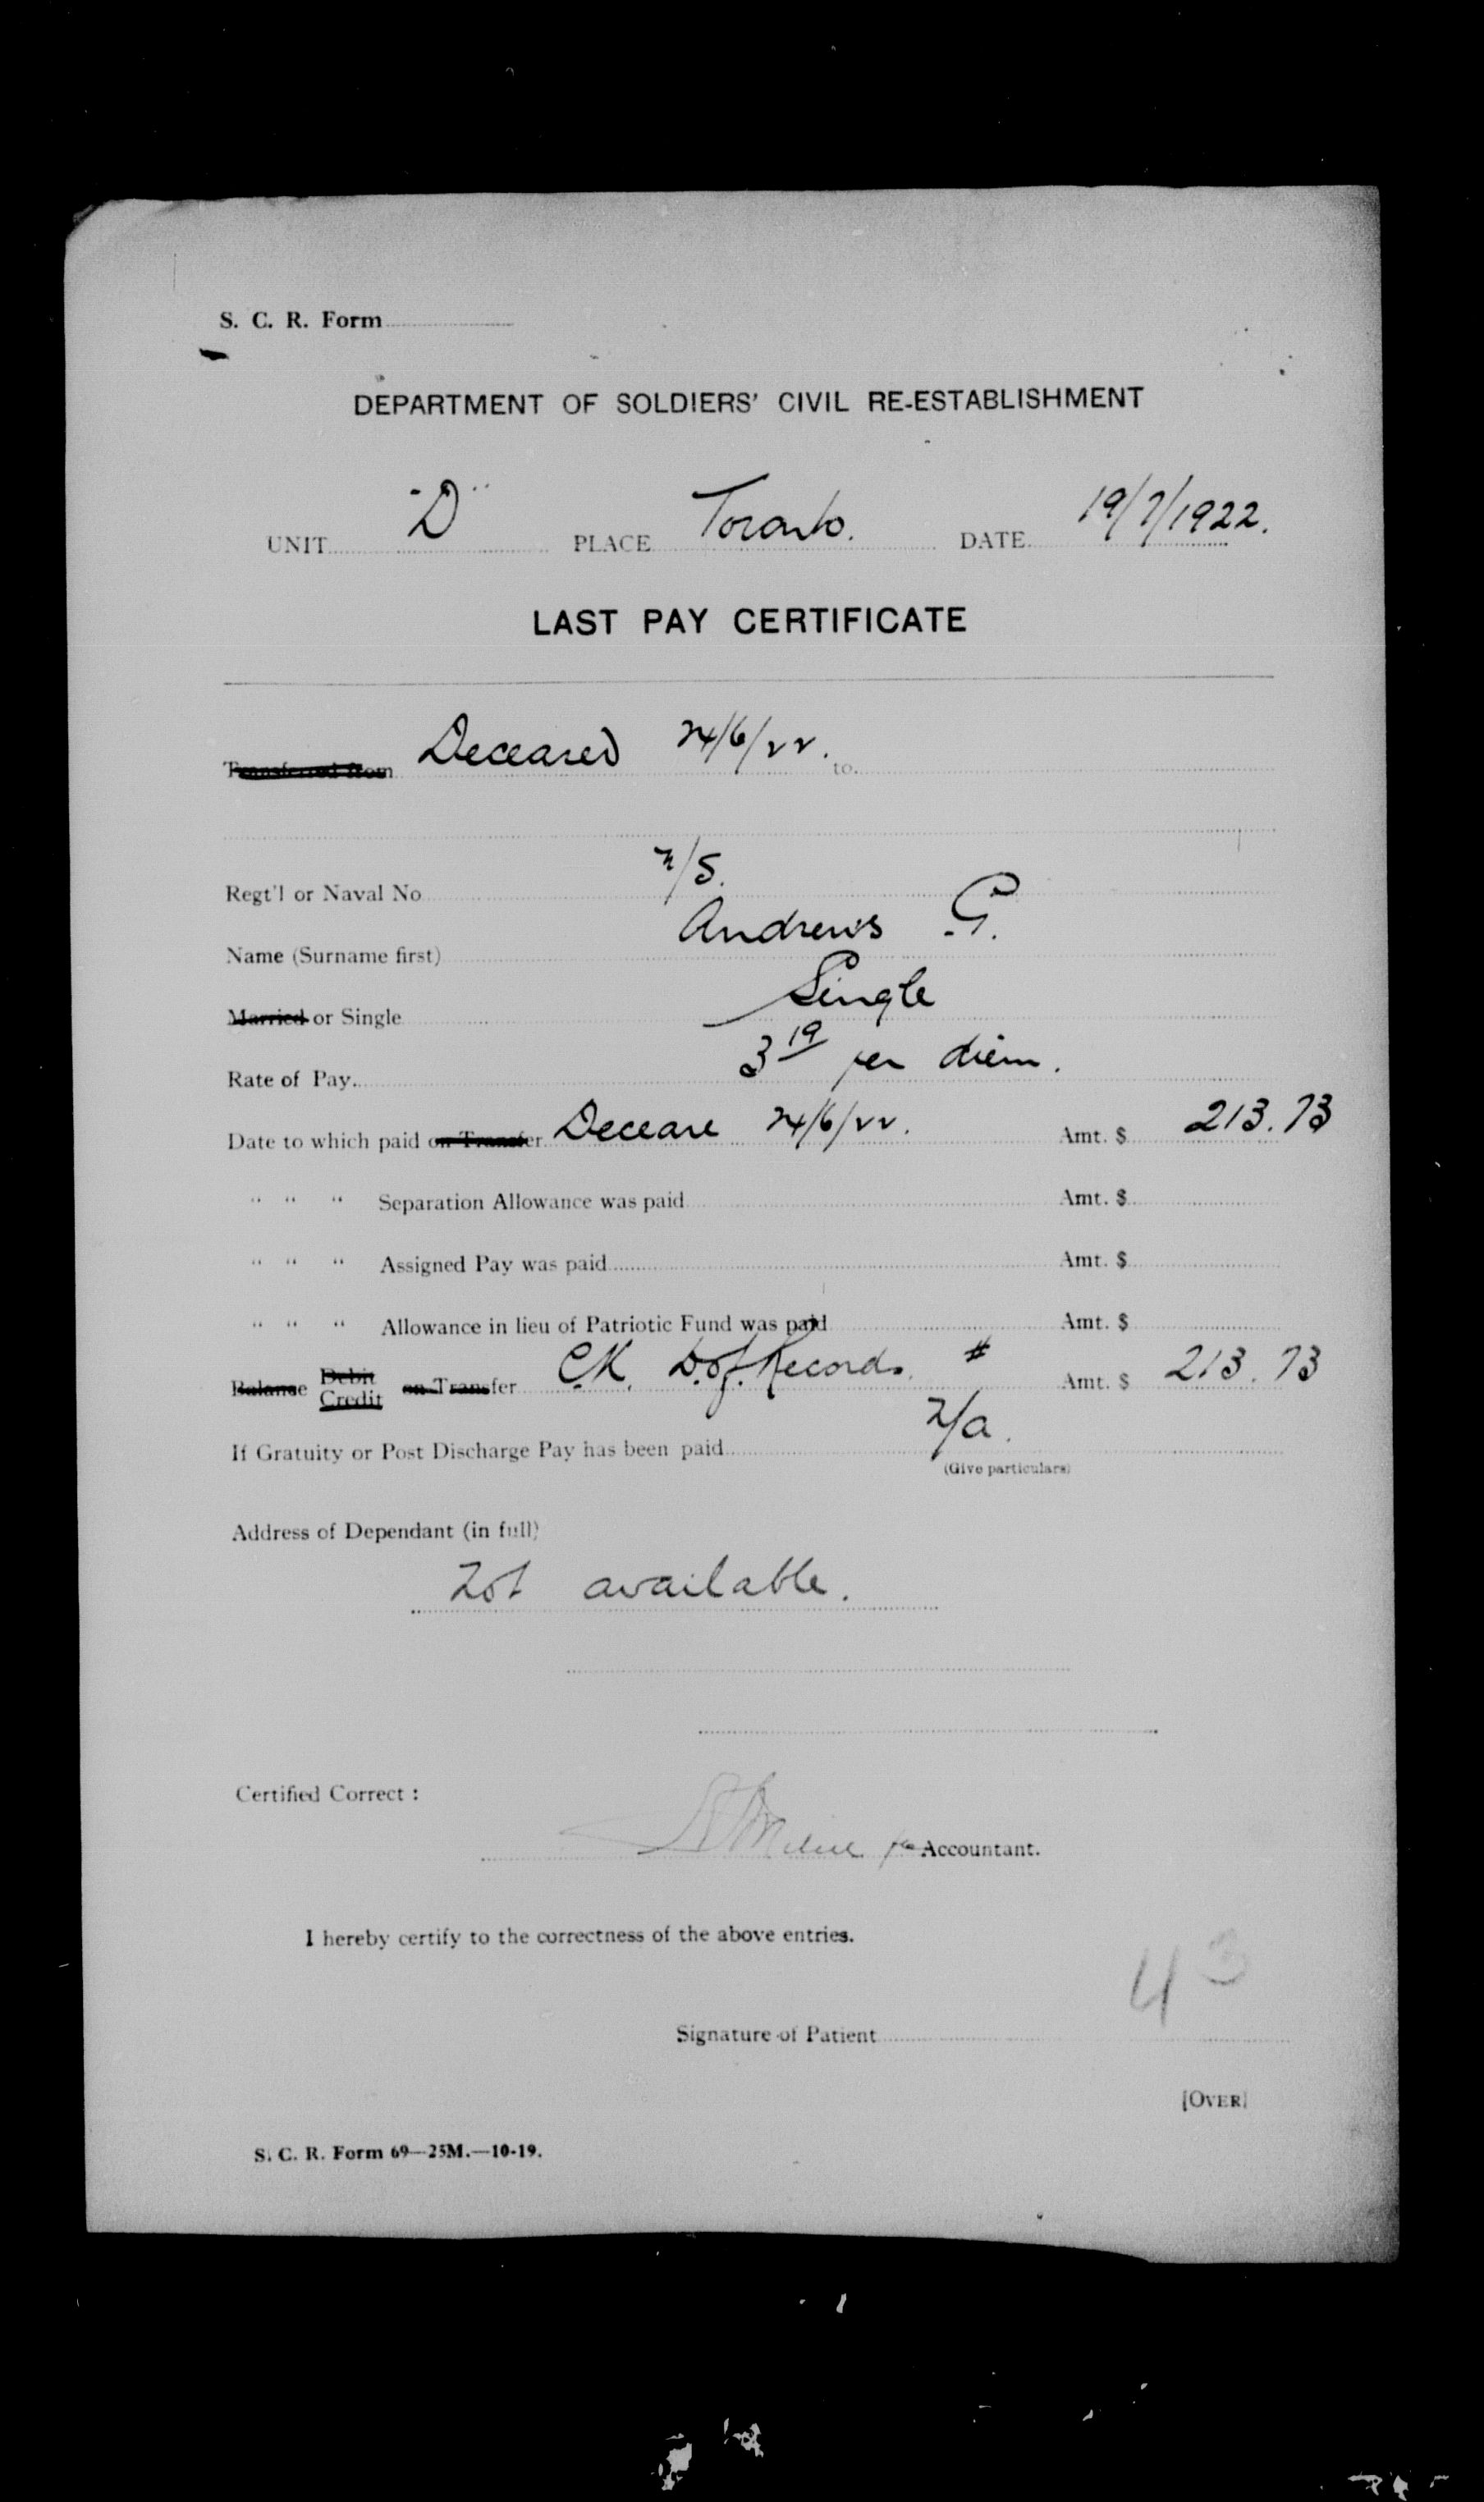 S. C. R. Form
DEPARTMENT OF SOLDIERS' CIVIL RE-ESTABLISHMENT
UNIT "D" PLACE Toronto. DATE 19/7/1922.
LAST PAY CERTIFICATE
Transferred from Deceased 24/6/22. to
Regt'l or Naval No. N/S.
Name (Surname first) Andrews G.
Married or Single Single
Rate of Pay 3 19 per diem.
Date to which paid on Transfer Decease 24/6/22. Amt. $ 213.73
" " " Separation Allowance was paid Amt. $
" " " Assigned Pay was paid Amt. $
" " " Allowance in lieu of Patriotic Fund was paid Amt. $
Balance Debit Credit on Transfer CK. D.of.Records. # Amt. $ 213.73
If Gratuity or Post Discharge Pay has been paid N/a.
(Give particulars)
Address of Dependant (in full)
Not available.
Certified Correct :
for Accountant.
I hereby certify to the correctness of the above entries.
43
Signature of Patient
[OVER]
S. C. R. Form 69—25M.—10-19.